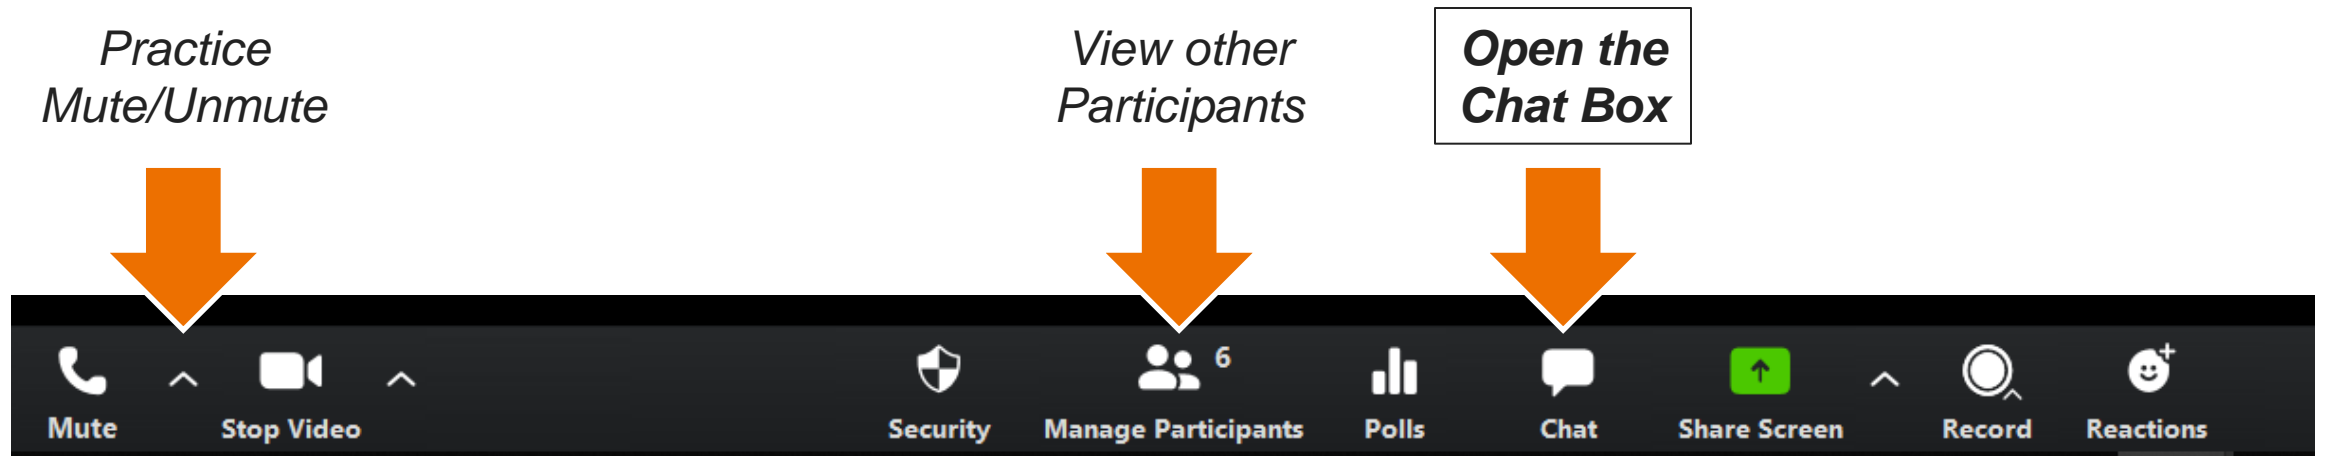 Practice
Mute/Unmute
View other
Participants
Open the
Chat Box
6
Mute
Stop Video
Security
Manage Participants
Polls
Chat
Share Screen
Record
Reactions